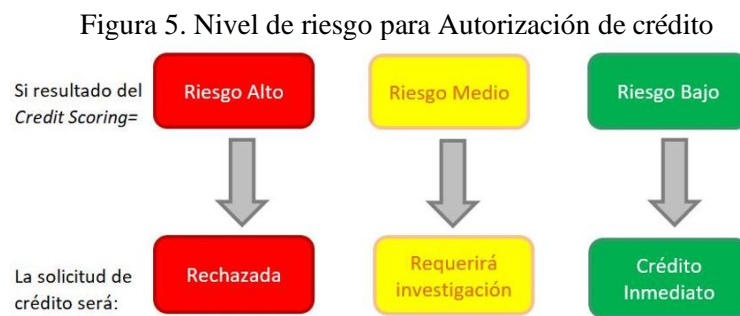 Figura 5. Nivel de riesgo para Autorización de crédito
Si resultado del
Credit Scoring=
Riesgo Alto
Riesgo Medio
Riesgo Bajo
La solicitud de
crédito será:
Rechazada
Requerirá
investigación
Crédito
Inmediato